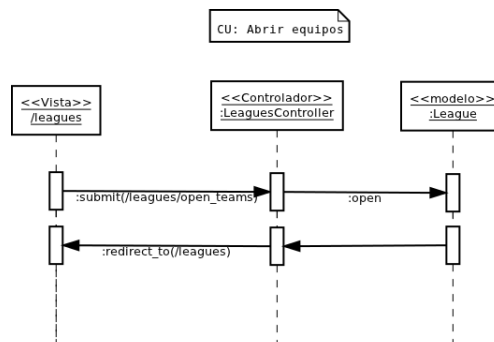 CU: Abrir equipos
<<Vista>>
/leagues
<<Controlador>>
:LeaguesController
<<modelo>>
:League
:submit(/leagues/open_teams)
:open
:redirect_to(/leagues)